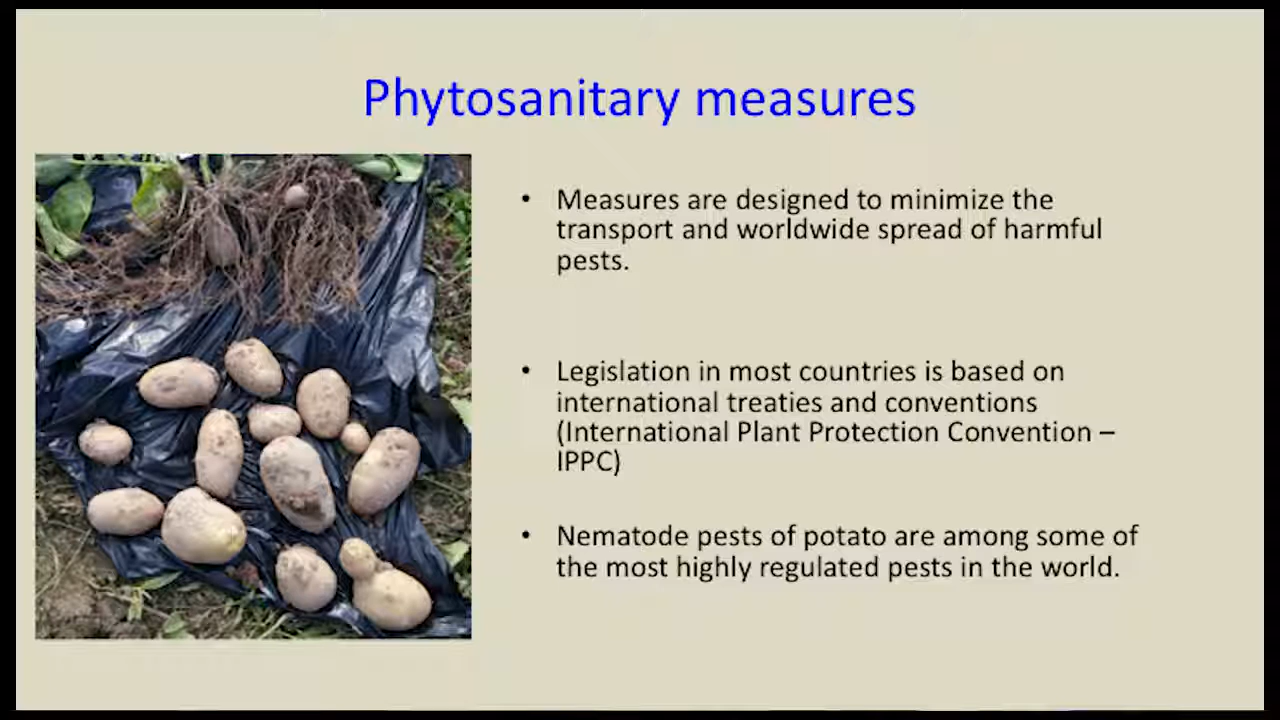 Phytosanitary measures
• Measures are designed to minimize the
transport and worldwide spread of harmful
pests.
• Legislation in most countries is based on
international treaties and conventions
(International Plant Protection Convention –
IPPC)
• Nematode pests of potato are among some of
the most highly regulated pests in the world.